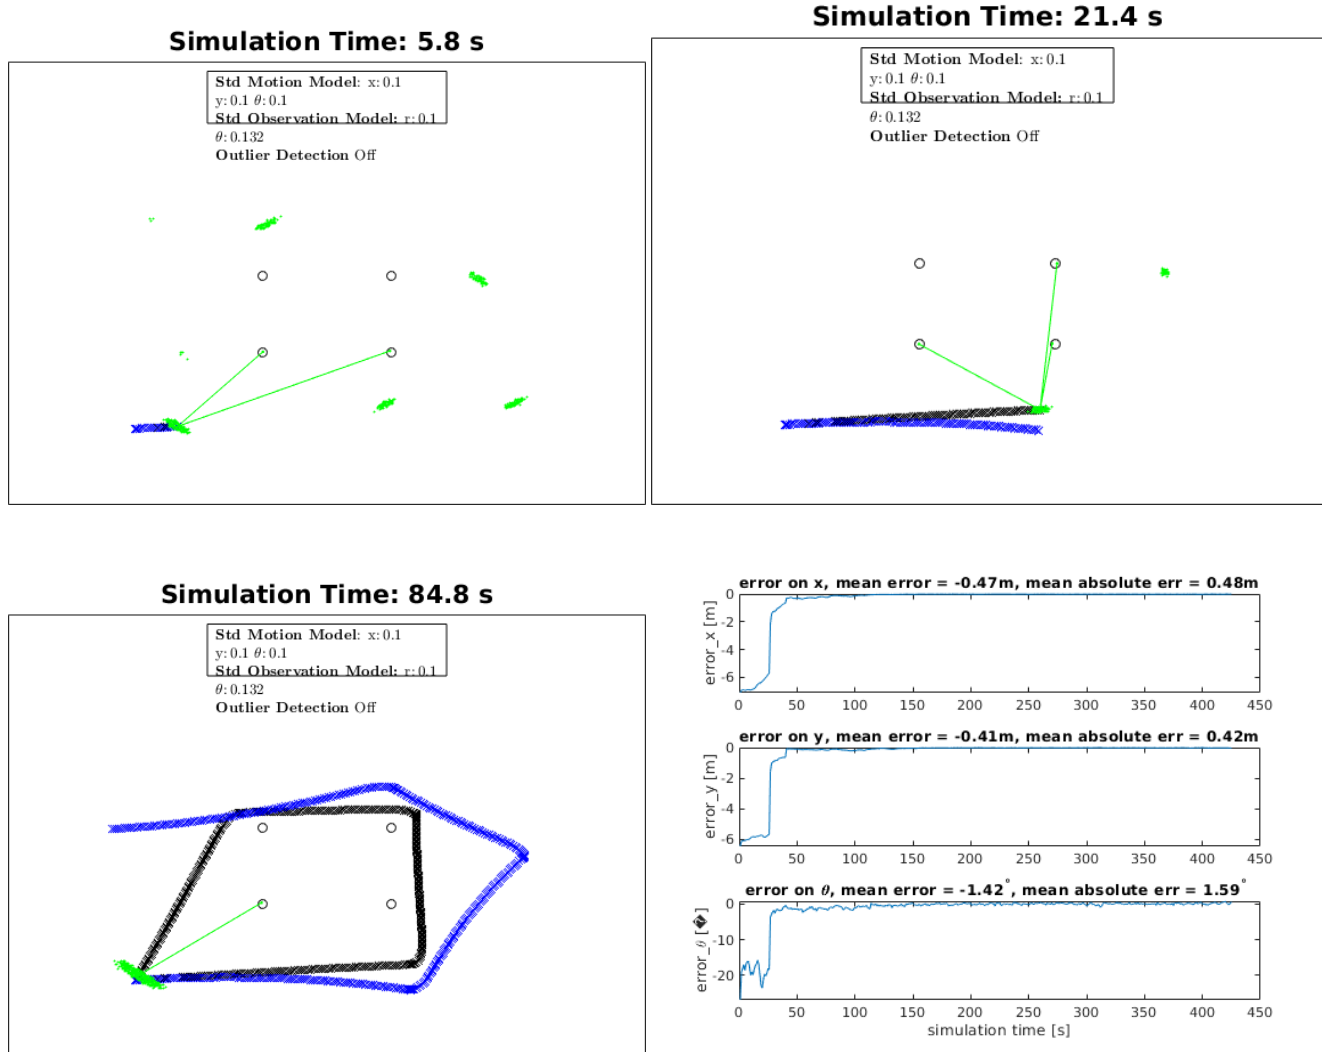 Simulation Time: 5.8 s
Std Motion Model: x: 0.1
y: 0.1 θ: 0.1
Std Observation Model: r: 0.1
θ: 0.132
Outlier Detection Off
Simulation Time: 21.4 s
Std Motion Model: x: 0.1
y: 0.1 θ: 0.1
Std Observation Model: r: 0.1
θ: 0.132
Outlier Detection Off
Simulation Time: 84.8 s
Std Motion Model: x: 0.1
y: 0.1 θ: 0.1
Std Observation Model: r: 0.1
θ: 0.132
Outlier Detection Off
error on x, mean error = -0.47m, mean absolute err = 0.48m
error_x [m]
0
-2
-4
-6
0 50 100 150 200 250 300 350 400 450
error on y, mean error = -0.41m, mean absolute err = 0.42m
error_y [m]
0
-2
-4
-6
0 50 100 150 200 250 300 350 400 450
error on θ, mean error = -1.42°, mean absolute err = 1.59°
error_θ [�]
0
-10
-20
0 50 100 150 200 250 300 350 400 450
simulation time [s]